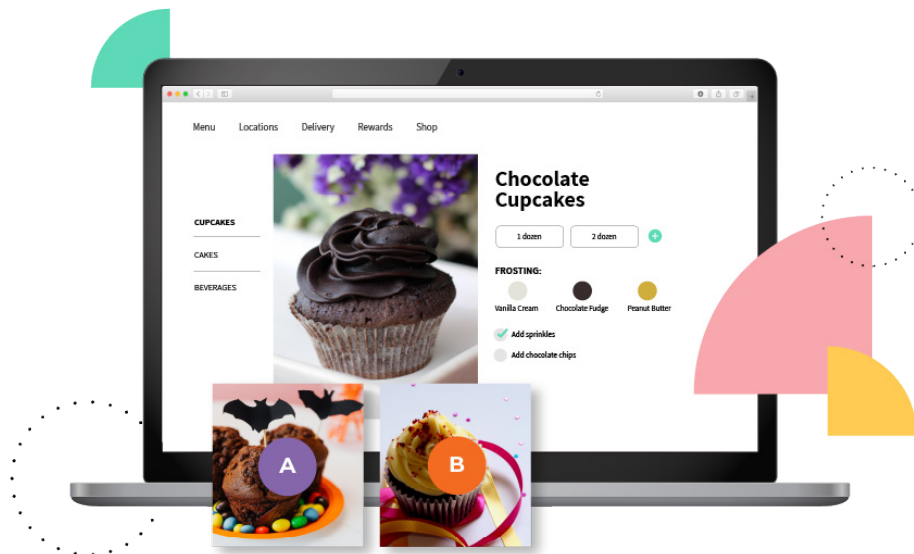 Menu
Locations
Delivery
Rewards
Shop
CUPCAKES
CAKES
BEVERAGES
Chocolate
Cupcakes
1 dozen
2 dozen
FROSTING:
Vanilla Cream
Chocolate Fudge
Peanut Butter
Add sprinkles
Add chocolate chips
A
B